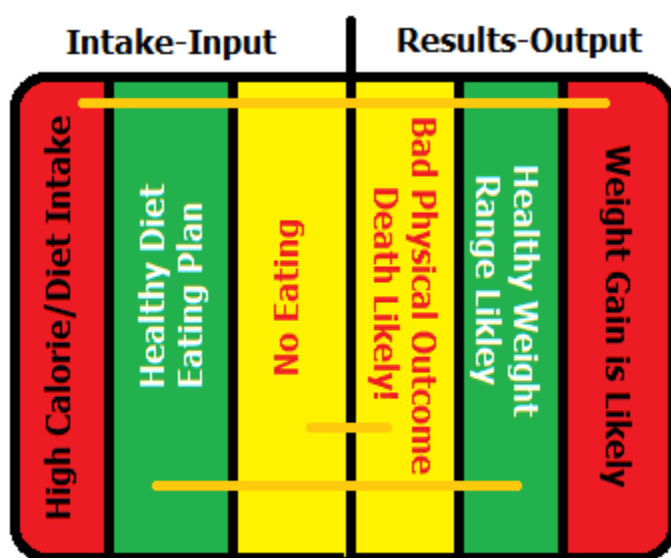 Intake-Input
Results-Output
High Calorie/Diet Intake
Healthy Diet
Eating Plan
No Eating
Bad Physical Outcome
Death Likely!
Healthy Weight
Range Likley
Weight Gain is Likely